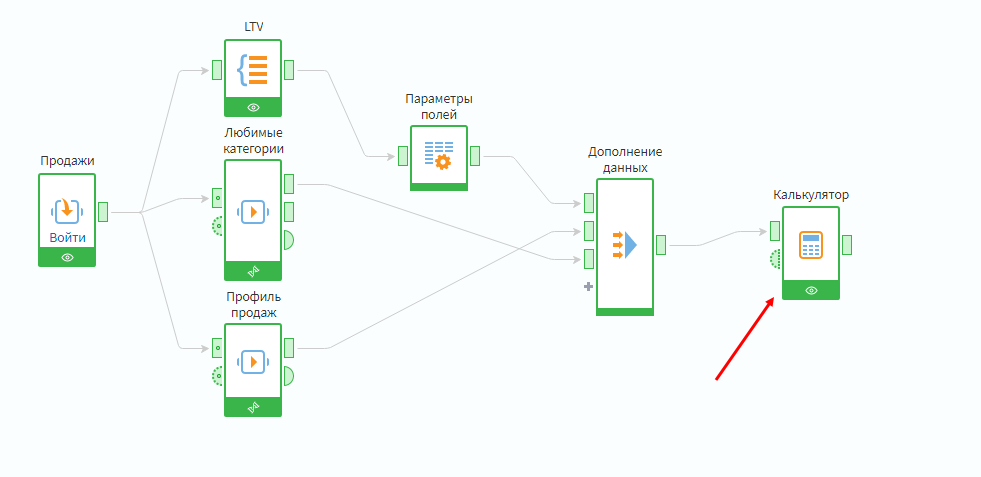 LTV
Параметры
полей
Любимые
категории
Дополнение
данных
Продажи
Войти
Калькулятор
Профиль
продаж